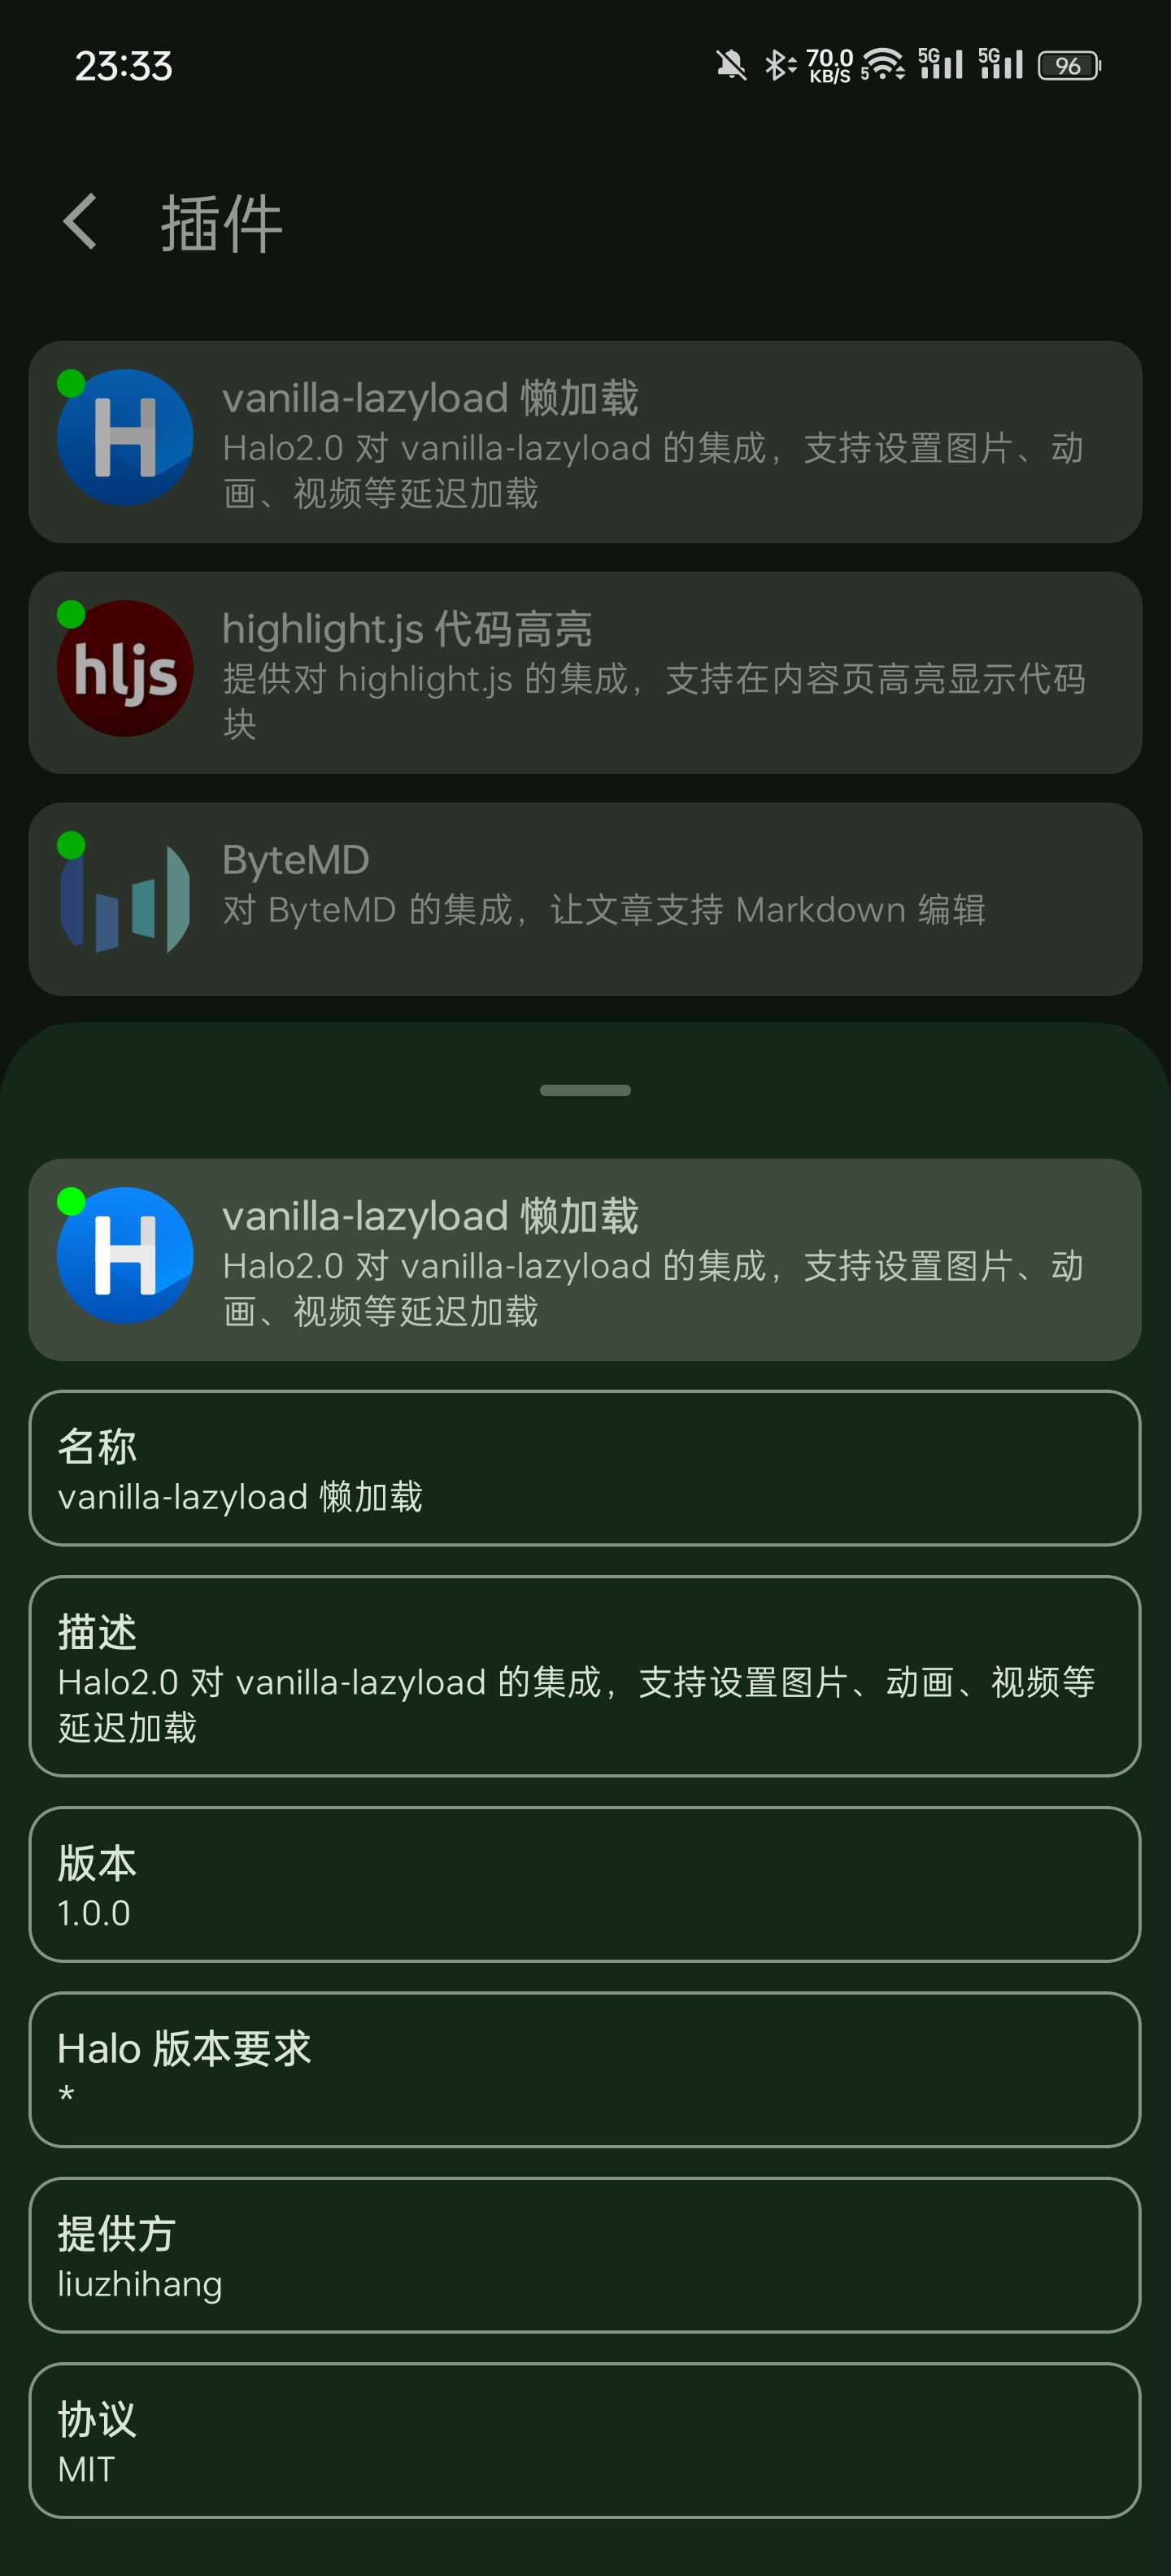 23:33
70.0
KB/S
5
5G
5G
96
插件
vanilla-lazyload 懒加载
Halo2.0 对 vanilla-lazyload 的集成，支持设置图片、动
画、视频等延迟加载
hljs
highlight.js 代码高亮
提供对 highlight.js 的集成，支持在内容页高亮显示代码
块
ByteMD
对 ByteMD 的集成，让文章支持 Markdown 编辑
H
vanilla-lazyload 懒加载
Halo2.0 对 vanilla-lazyload 的集成，支持设置图片、动
画、视频等延迟加载
名称
vanilla-lazyload 懒加载
描述
Halo2.0 对 vanilla-lazyload 的集成，支持设置图片、动画、视频等
延迟加载
版本
1.0.0
Halo 版本要求
*
提供方
liuzhihang
协议
MIT